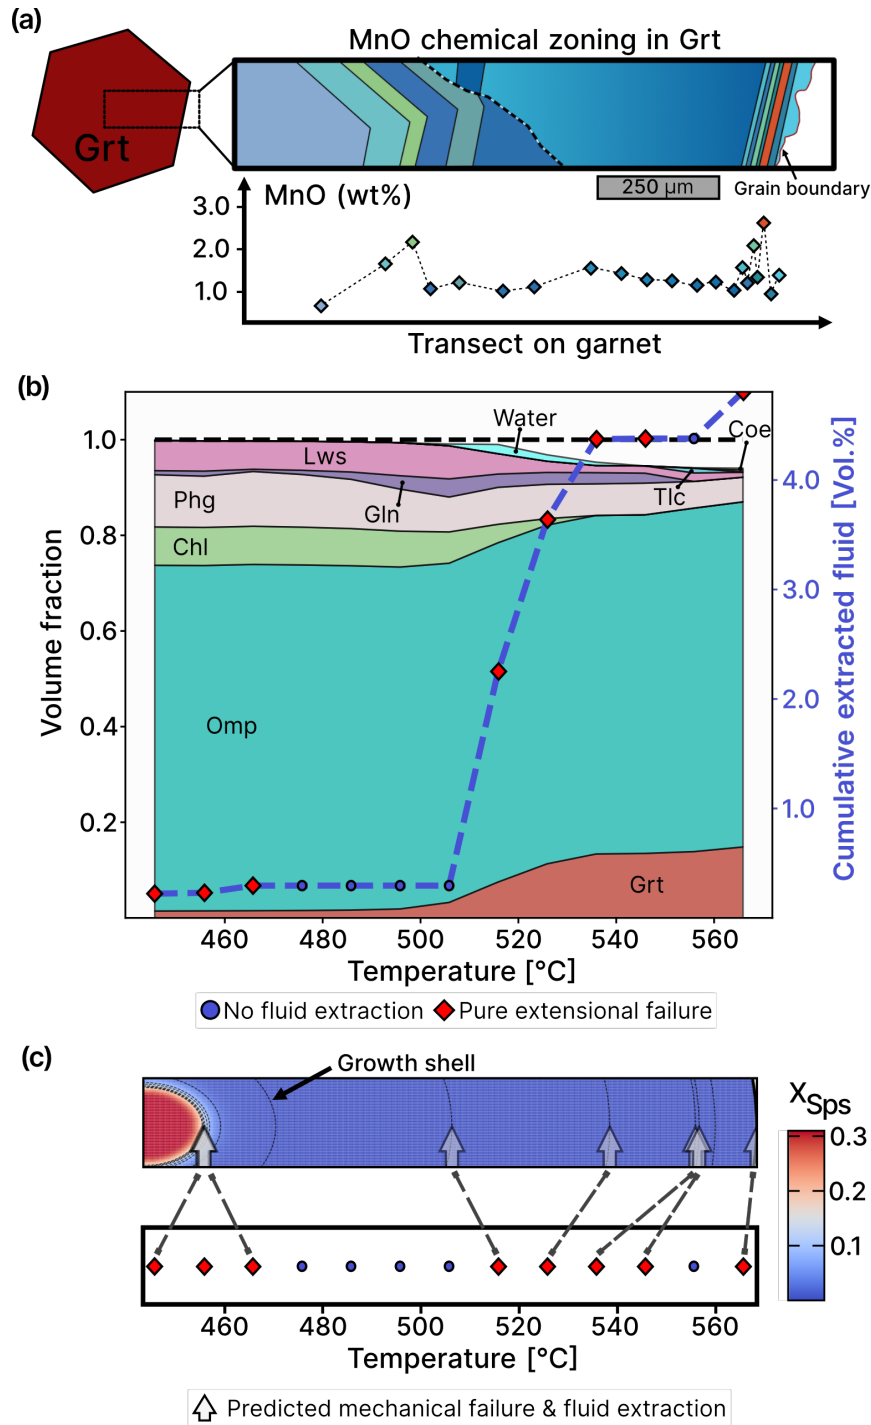 (a)
MnO chemical zoning in Grt
Grt
250 µm
Grain boundary
MnO (wt%)
3.0
2.0
1.0
Transect on garnet
(b)
Volume fraction
1.0
0.8
0.6
0.4
0.2
Water
Coe
Lws
Phg
Gln
Tlc
Chl
Omp
Grt
4.0
3.0
2.0
1.0
Cumulative extracted fluid [Vol.%]
460 480 500 520 540 560
Temperature [°C]
No fluid extraction Pure extensional failure
(c)
Growth shell
XSps
0.3
0.2
0.1
460 480 500 520 540 560
Temperature [°C]
Predicted mechanical failure & fluid extraction